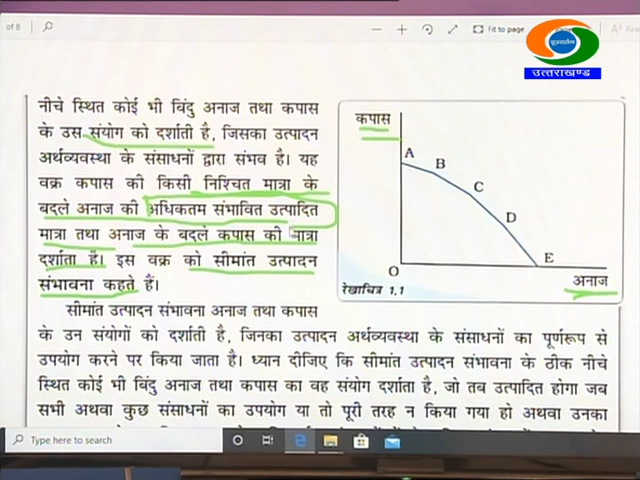 of 8
Fit to page
दूरदर्शन
उत्तराखण्ड
नीचे स्थित कोई भी बिंदु अनाज तथा कपास
के उस संयोग को दर्शाती है, जिसका उत्पादन
अर्थव्यवस्था के संसाधनों द्वारा संभव है। यह
वक्र कपास की किसी निश्चित मात्रा के
बदले अनाज की अधिकतम संभावित उत्पादित
मात्रा तथा अनाज के बदले कपास की मात्रा
दर्शाता है। इस वक्र को सीमांत उत्पादन
संभावना कहते हैं।
कपास
A
B
C
D
E
O
अनाज
रेखाचित्र 1.1
सीमांत उत्पादन संभावना अनाज तथा कपास
के उन संयोगों को दर्शाती है, जिनका उत्पादन अर्थव्यवस्था के संसाधनों का पूर्णरूप से
उपयोग करने पर किया जाता है। ध्यान दीजिए कि सीमांत उत्पादन संभावना के ठीक नीचे
स्थित कोई भी बिंदु अनाज तथा कपास का वह संयोग दर्शाता है, जो तब उत्पादित होगा जब
सभी अथवा कुछ संसाधनों का उपयोग या तो पूरी तरह न किया गया हो अथवा उनका
Type here to search